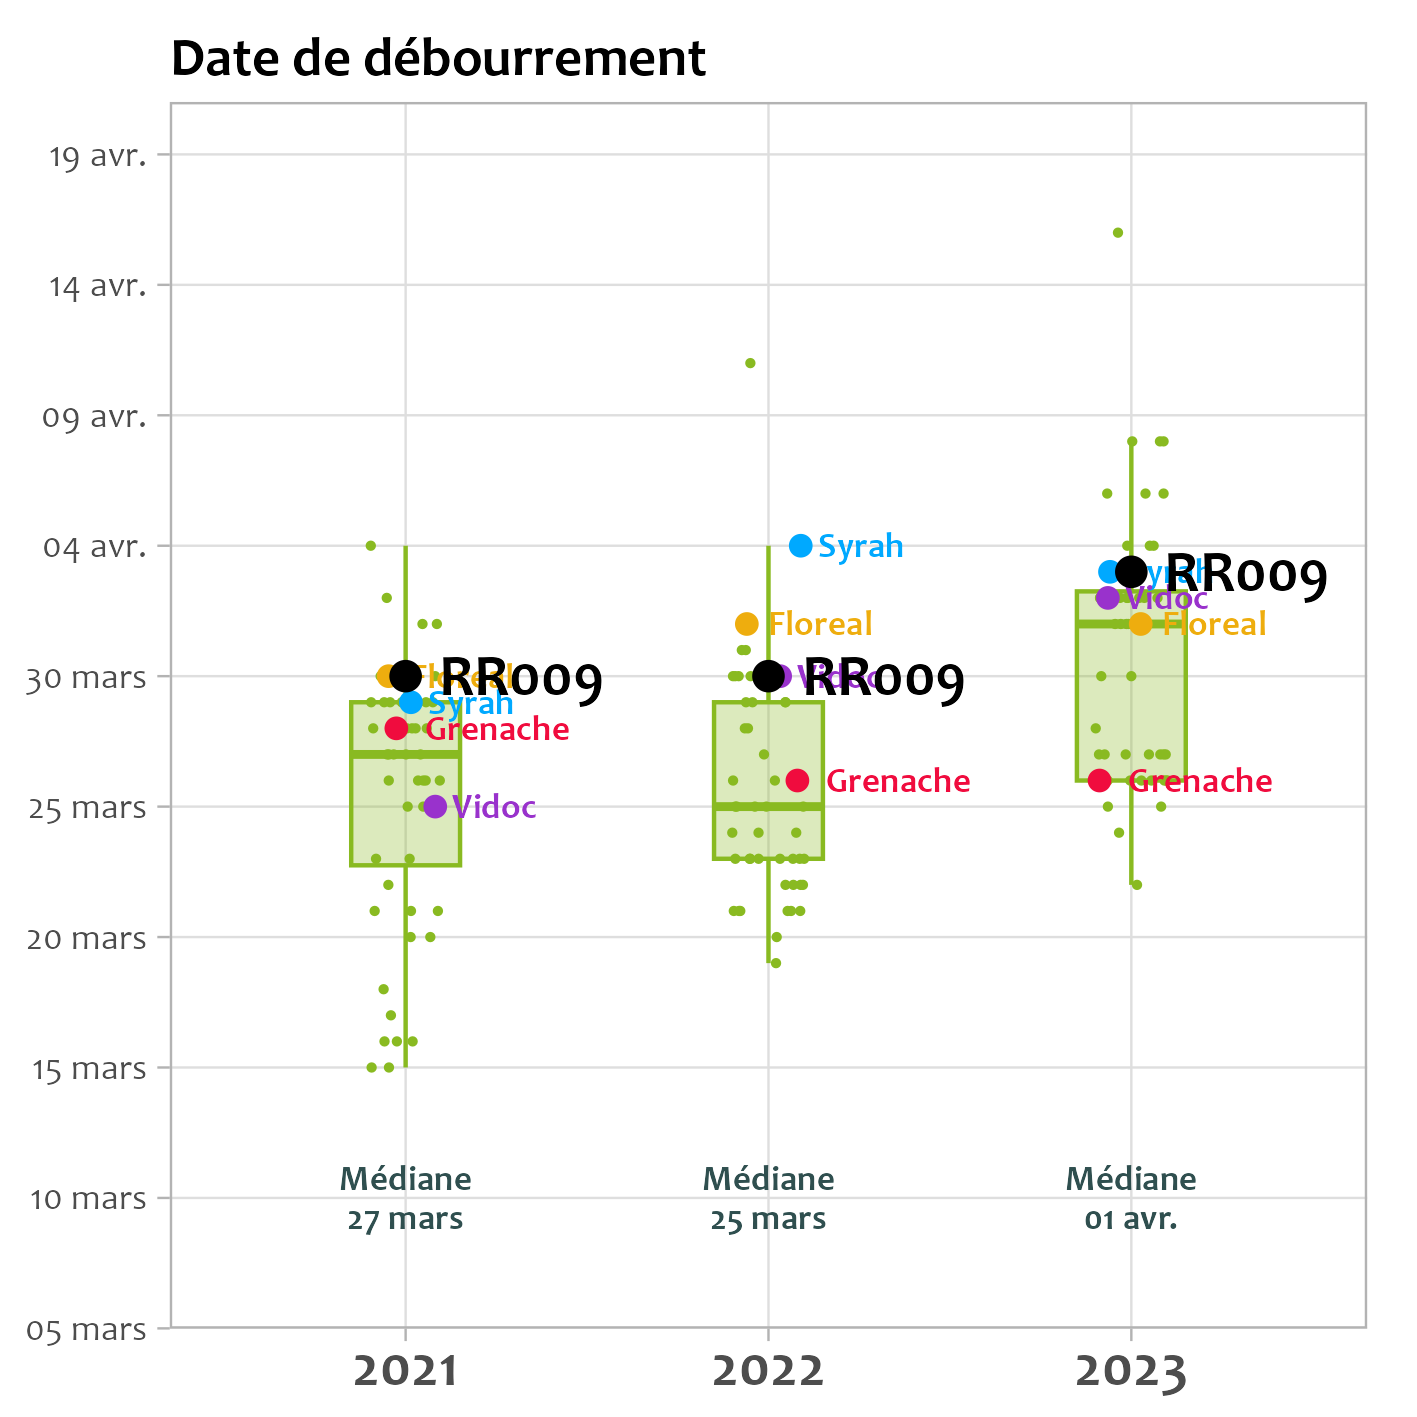 Date de débourrement
19 avr.
14 avr.
09 avr.
04 avr.
30 mars
25 mars
20 mars
15 mars
10 mars
05 mars
Floreal
RR009
Syrah
Grenache
Vidoc
Médiane
27 mars
Syrah
Floreal
Vidoc
RR009
Grenache
Médiane
25 mars
Syrah
RR009
Vidoc
Floreal
Grenache
Médiane
01 avr.
2021
2022
2023